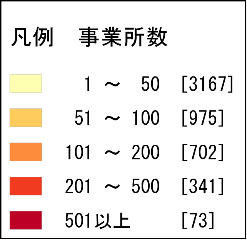 凡例 事業所数
1 ～ 50 [3167]
51 ～ 100 [975]
101 ～ 200 [702]
201 ～ 500 [341]
501以上 [73]